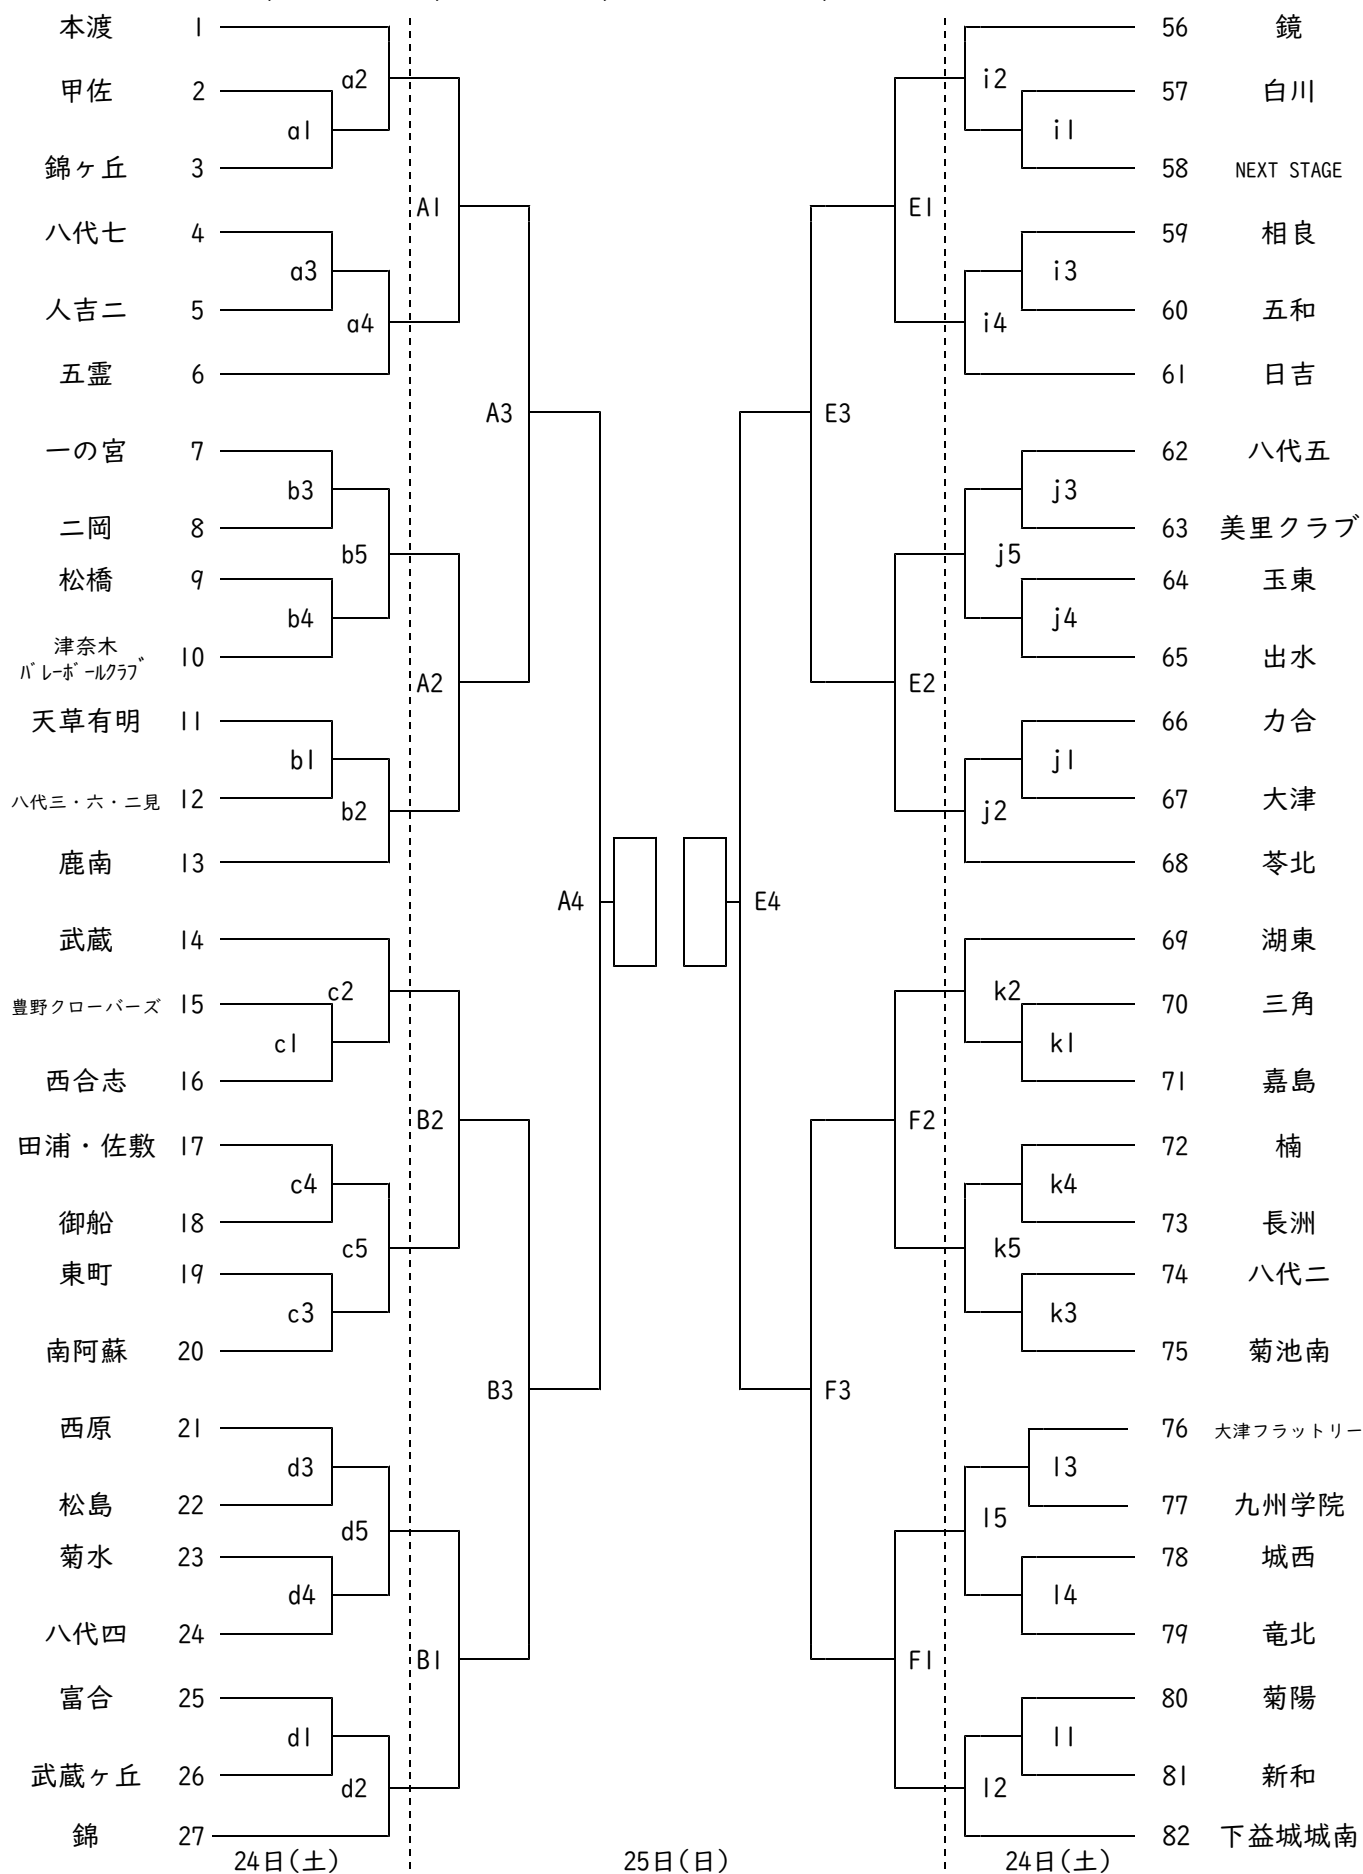 本渡 1
甲佐 2
錦ヶ丘 3
八代七 4
人吉二 5
五霊 6
一の宮 7
二岡 8
松橋 9
津奈木
バレーボールクラブ 10
天草有明 11
八代三・六・二見 12
鹿南 13
武蔵 14
豊野クローバーズ 15
西合志 16
田浦・佐敷 17
御船 18
東町 19
南阿蘇 20
西原 21
松島 22
菊水 23
八代四 24
富合 25
武蔵ヶ丘 26
錦 27
24日(土)
a2
a1
a3
a4
b3
b5
b4
b1
b2
c2
c1
c4
c5
c3
d3
d5
d4
d1
d2
A1
A3
A2
A4
B2
B3
B1
25日(日)
E1
E3
E2
E4
F2
F3
F1
i2
i1
i3
i4
j3
j5
j4
j1
j2
k2
k1
k4
k5
k3
l3
l5
l4
l1
l2
56 鏡
57 白川
58 NEXT STAGE
59 相良
60 五和
61 日吉
62 八代五
63 美里クラブ
64 玉東
65 出水
66 力合
67 大津
68 苓北
69 湖東
70 三角
71 嘉島
72 楠
73 長洲
74 八代二
75 菊池南
76 大津フラットリー
77 九州学院
78 城西
79 竜北
80 菊陽
81 新和
82 下益城城南
24日(土)